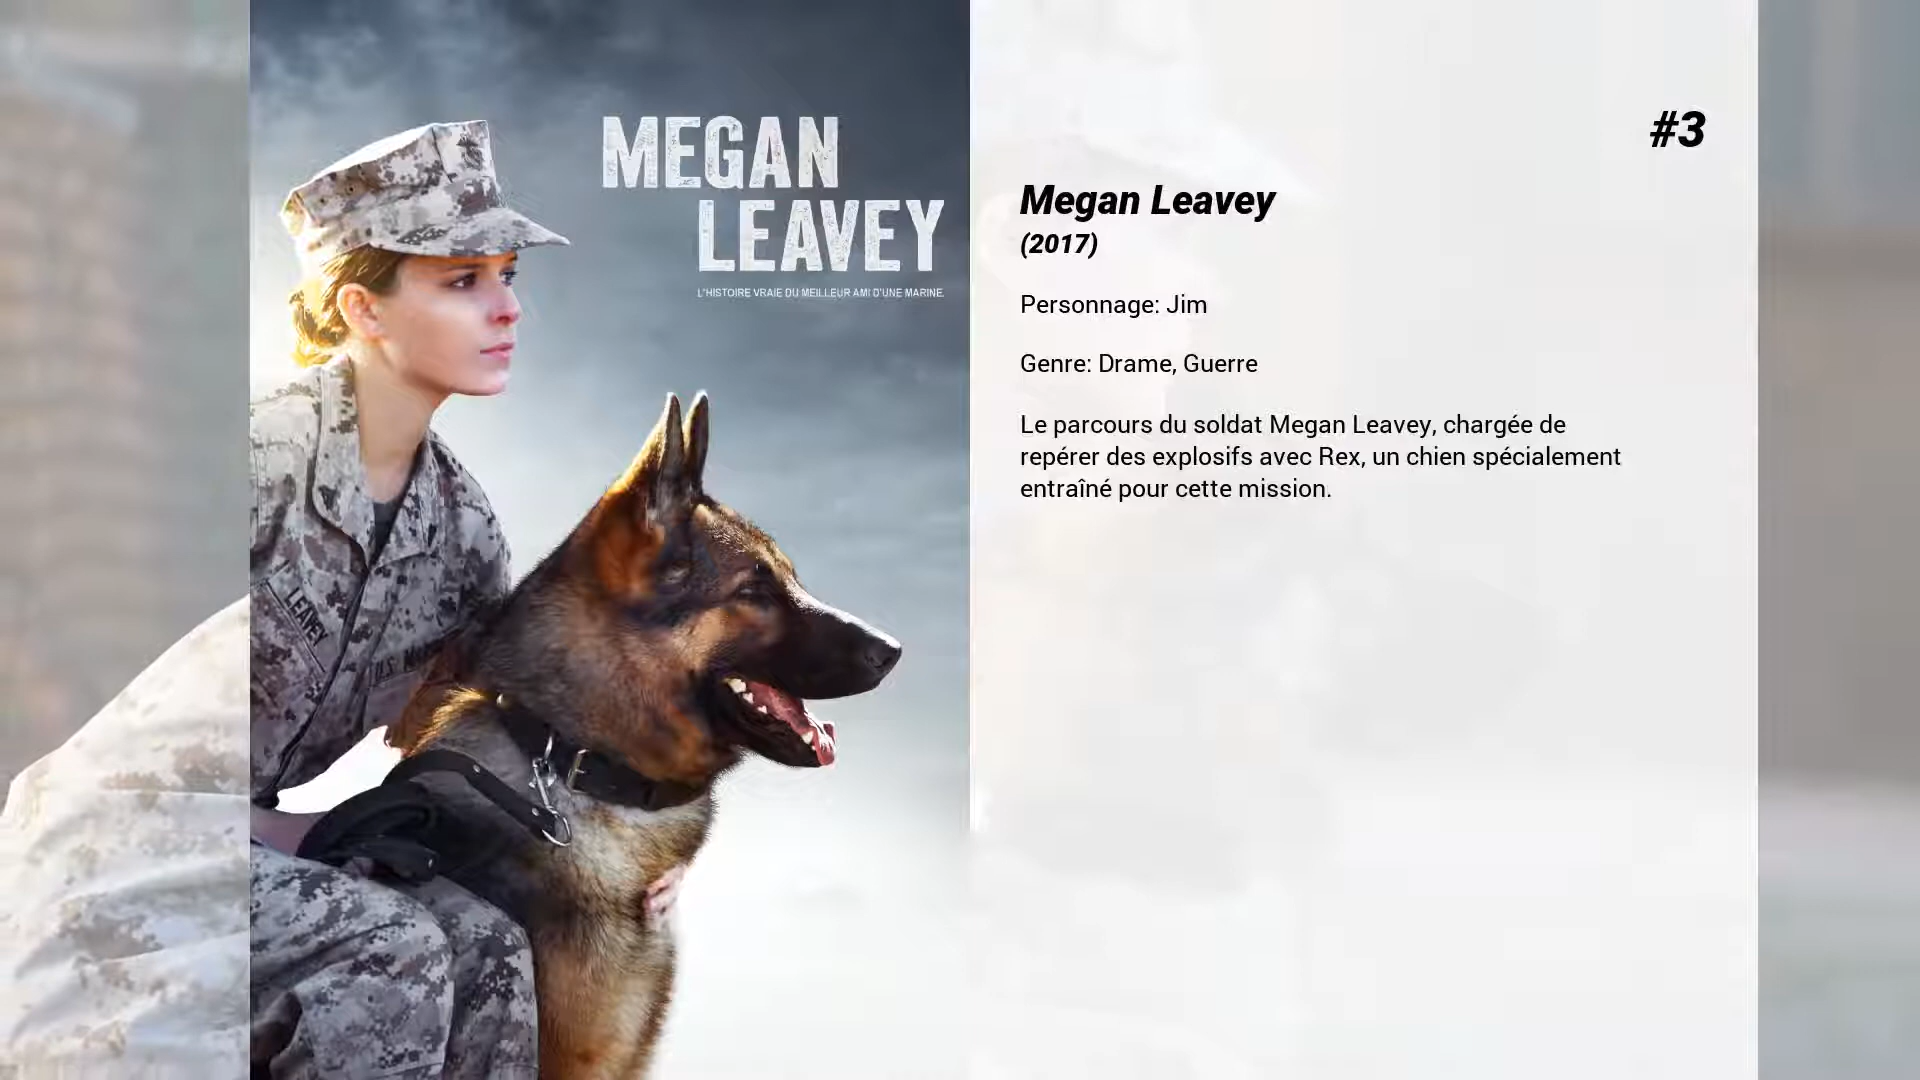 MEGAN
LEAVEY
L'HISTOIRE VRAIE DU MEILLEUR AMI D'UNE MARINE.
LEAVEY
U.S. MA
#3
Megan Leavey
(2017)
Personnage: Jim
Genre: Drame, Guerre
Le parcours du soldat Megan Leavey, chargée de
repérer des explosifs avec Rex, un chien spécialement
entraîné pour cette mission.